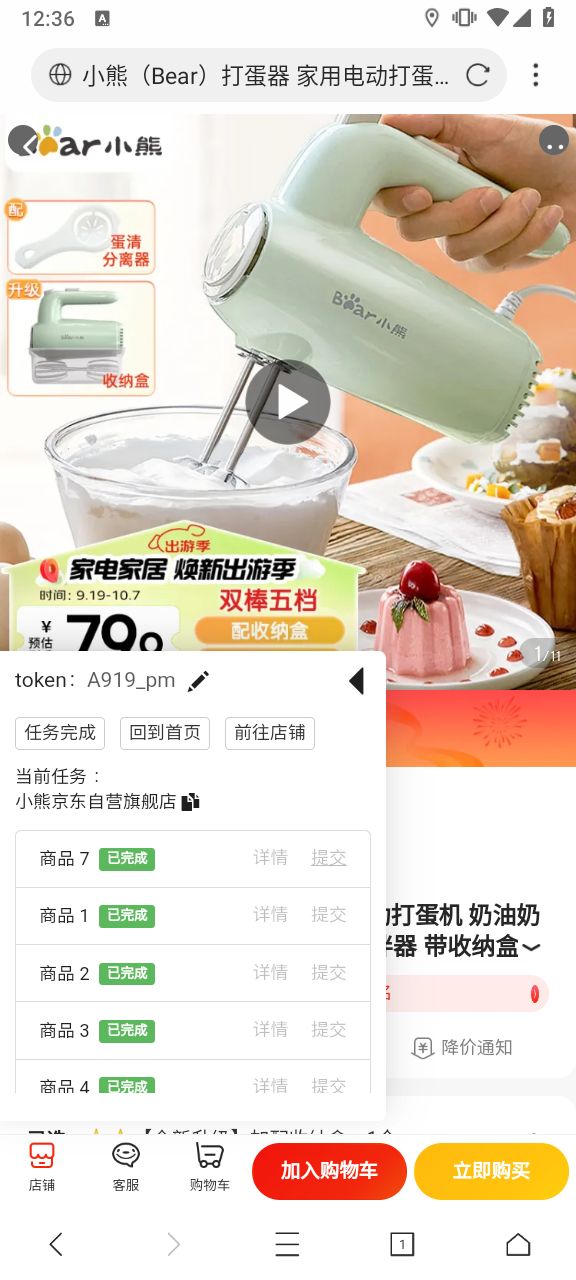 12:36
A
小熊（Bear）打蛋器 家用电动打蛋...
Bear小熊
配
蛋清
分离器
升级
收纳盒
Bear小熊
出游季
家电家居 焕新出游季
时间：9.19-10.7
双棒五档
￥
预估
79.9
配收纳盒
1/11
token： A919_pm
任务完成
回到首页
前往店铺
当前任务：
小熊京东自营旗舰店
商品 7 已完成 详情 提交
商品 1 已完成 详情 提交
商品 2 已完成 详情 提交
商品 3 已完成 详情 提交
商品 4 已完成 详情 提交
打蛋机 奶油奶
器 带收纳盒
降价通知
店铺
客服
购物车
加入购物车
立即购买
1